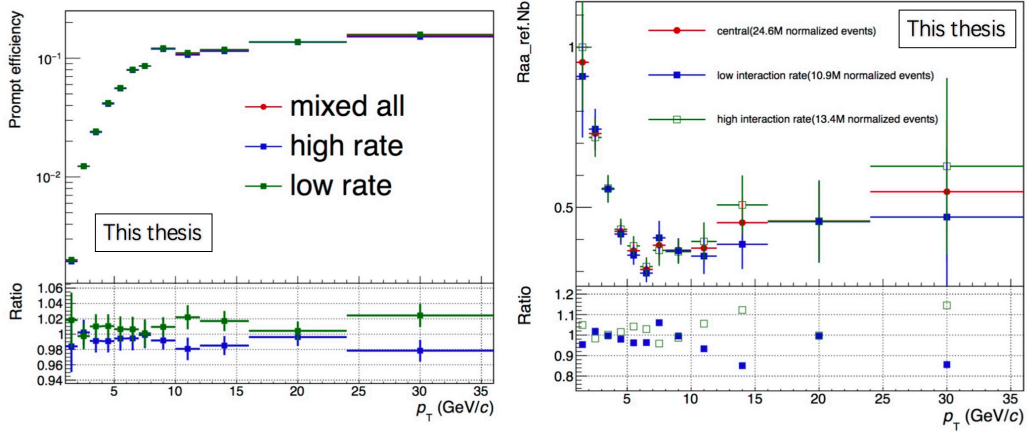 Prompt efficiency
10⁻¹
10⁻²
mixed all
high rate
low rate
This thesis
Ratio
1.06
1.04
1.02
1
0.98
0.96
0.94
5 10 15 20 25 30 35
p_T (GeV/c)
Raa_ref.Nb
1
0.5
central(24.6M normalized events)
low interaction rate(10.9M normalized events)
high interaction rate(13.4M normalized events)
This thesis
Ratio
1.2
1.1
1
0.9
0.8
5 10 15 20 25 30 35
p_T (GeV/c)